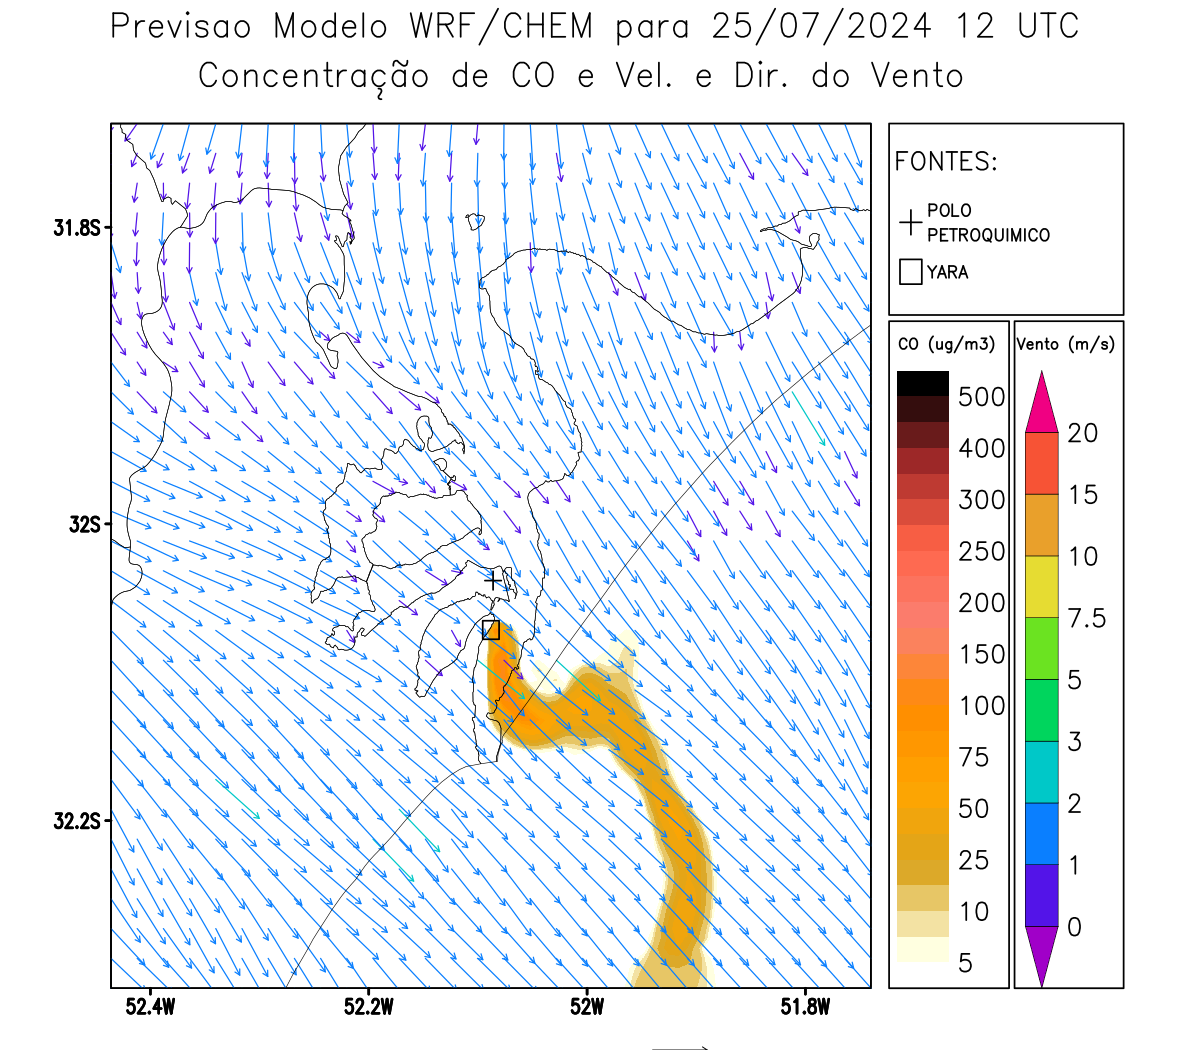 Previsao Modelo WRF/CHEM para 25/07/2024 12 UTC
Concentração de CO e Vel. e Dir. do Vento
FONTES:
POLO
PETROQUIMICO
YARA
31.8S
32S
32.2S
52.4W
52.2W
52W
51.8W
CO (ug/m3)
500
400
300
250
200
150
100
75
50
25
10
5
Vento (m/s)
20
15
10
7.5
5
3
2
1
0